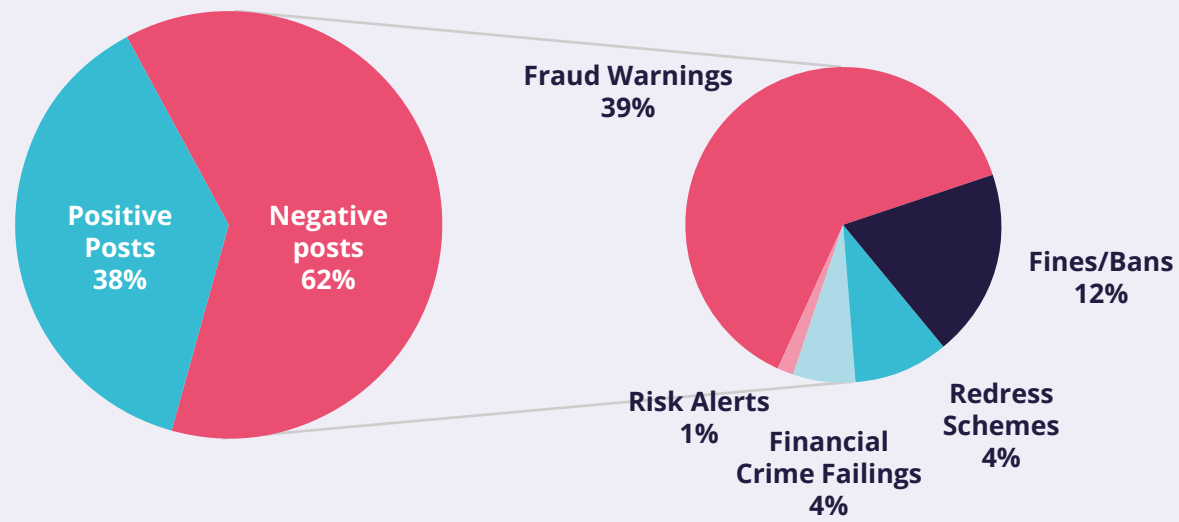 Positive
Posts
38%
Negative
posts
62%
Fraud Warnings
39%
Fines/Bans
12%
Redress
Schemes
4%
Financial
Crime Failings
4%
Risk Alerts
1%